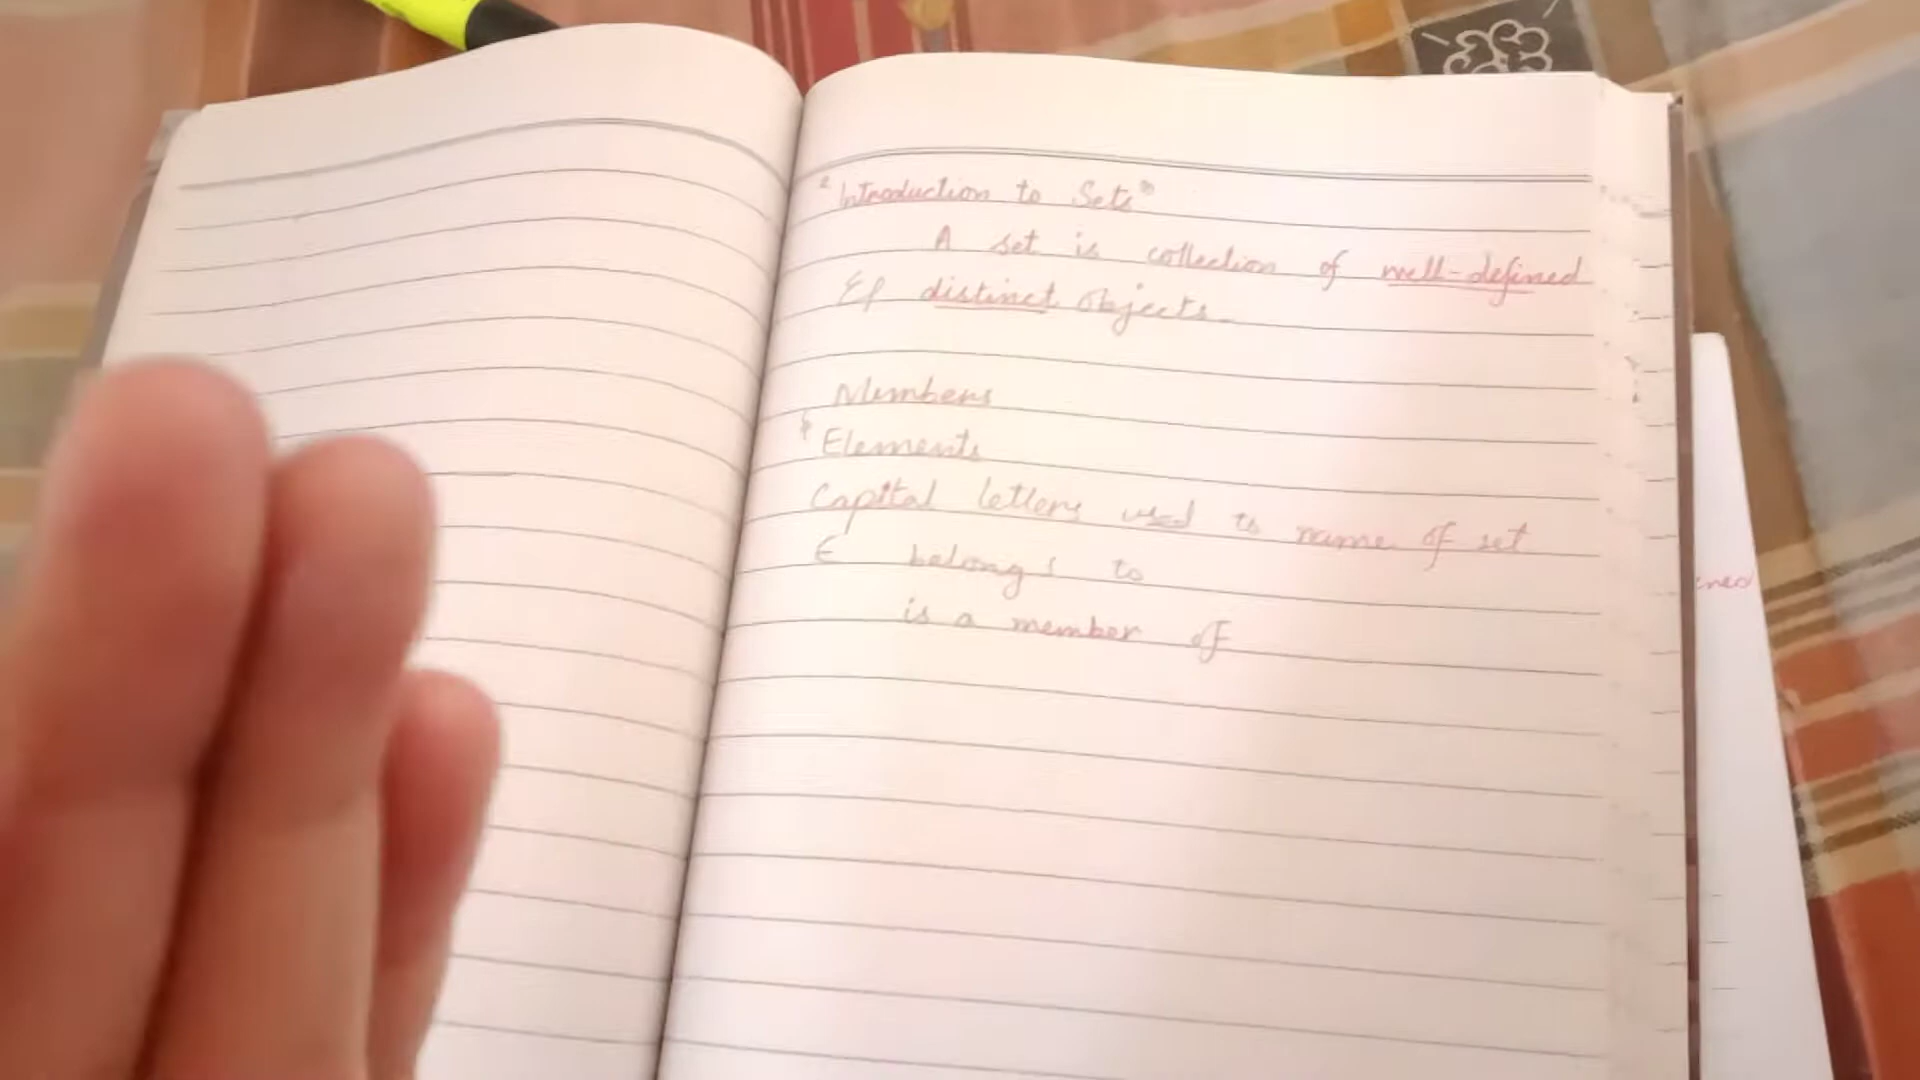 "Introduction to Sets"
A set is collection of well-defined
& distinct objects.
Members
Elements
Capital letters used to name of set
∈ belongs to
is a member of